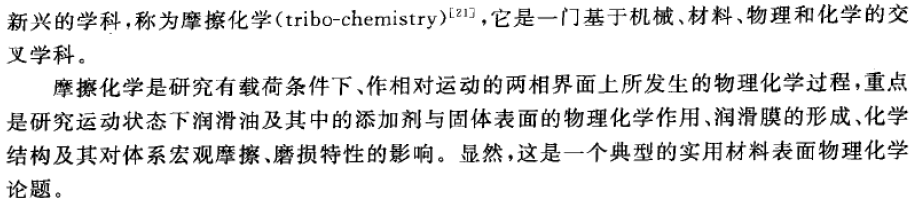 新兴的学科,称为摩擦化学(tribo-chemistry)[21],它是一门基于机械、材料、物理和化学的交
叉学科。
摩擦化学是研究有载荷条件下、作相对运动的两相界面上所发生的物理化学过程,重点
是研究运动状态下润滑油及其中的添加剂与固体表面的物理化学作用、润滑膜的形成、化学
结构及其对体系宏观摩擦、磨损特性的影响。显然,这是一个典型的实用材料表面物理化学
论题。